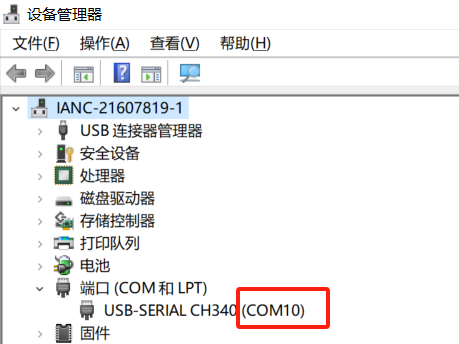 设备管理器
文件(F) 操作(A) 查看(V) 帮助(H)
IANC-21607819-1
USB 连接器管理器
安全设备
处理器
磁盘驱动器
存储控制器
打印队列
电池
端口 (COM 和 LPT)
USB-SERIAL CH340 (COM10)
固件